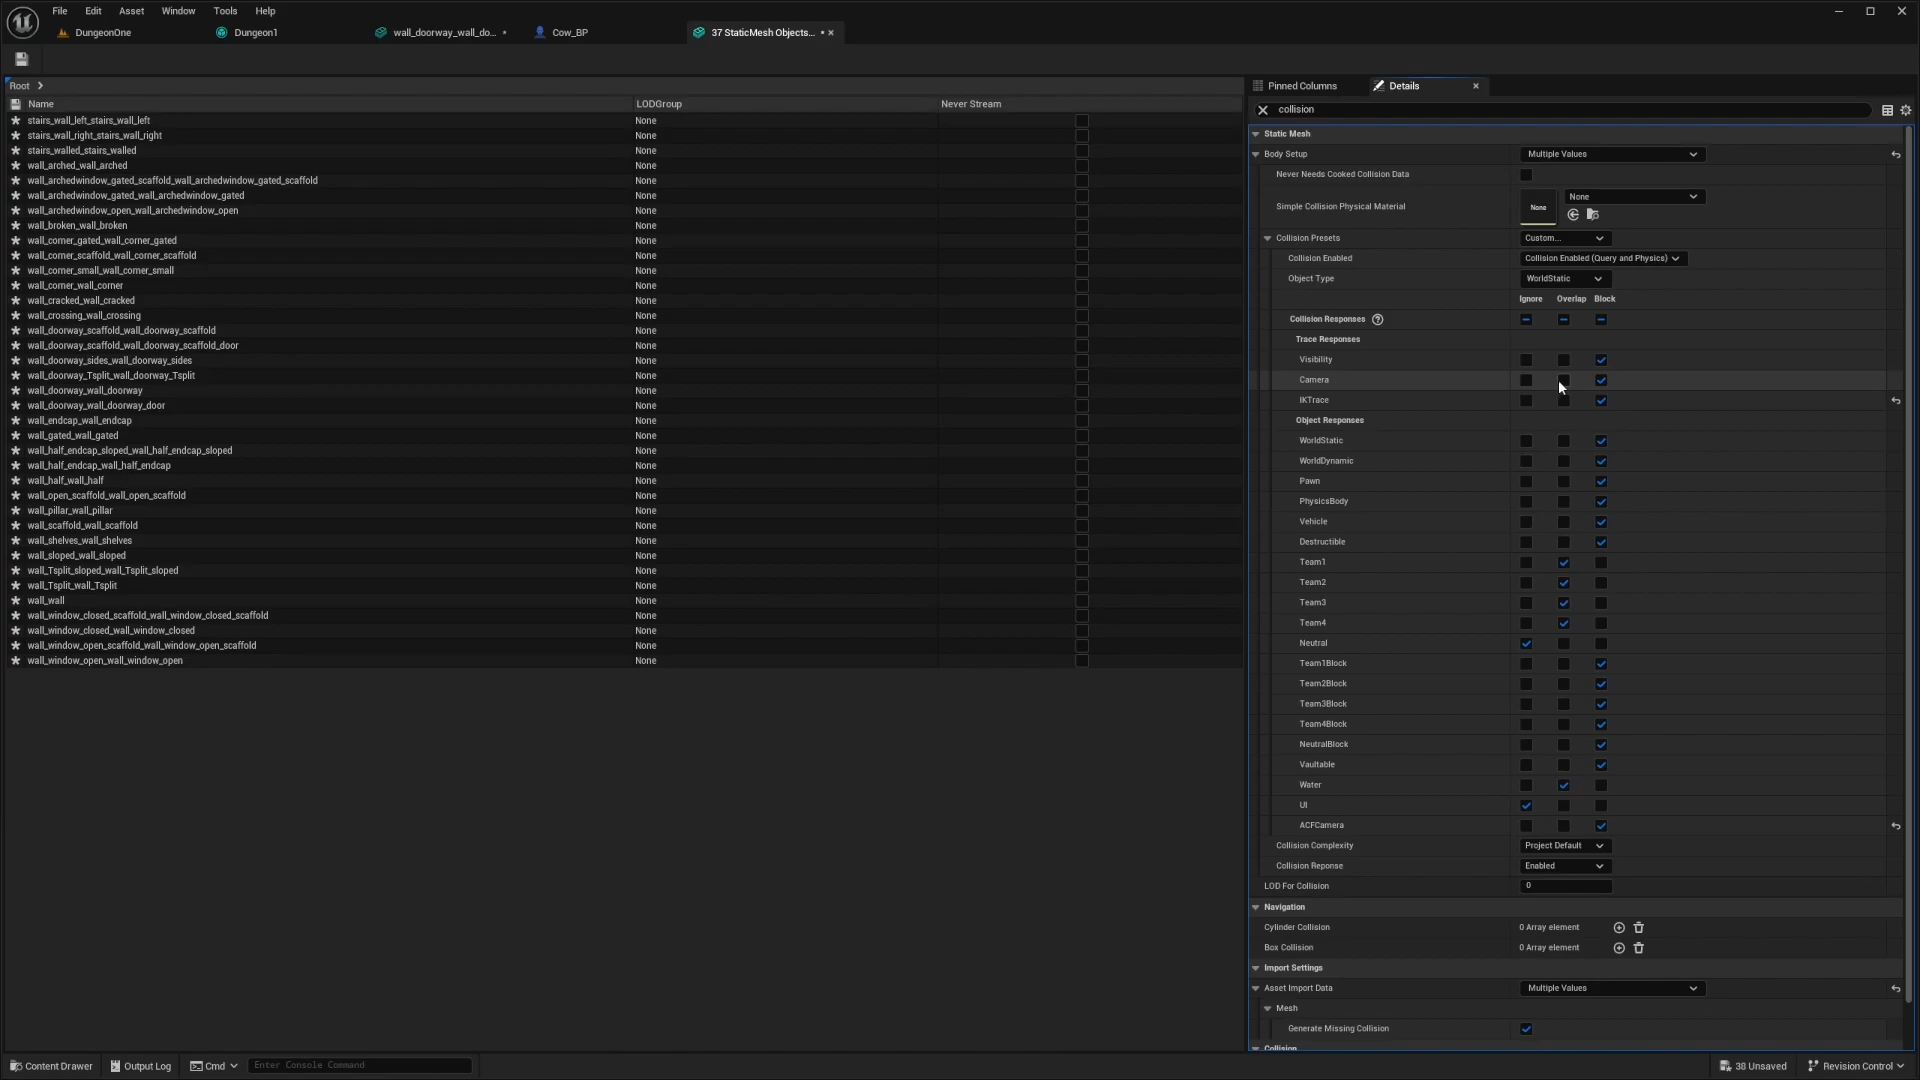 File Edit Asset Window Tools Help
DungeonOne Dungeon1 wall_doorway_wall_do... • Cow_BP 37 StaticMesh Objects... •
Root
Name LODGroup Never Stream
stairs_wall_left_stairs_wall_left None
stairs_wall_right_stairs_wall_right None
stairs_walled_stairs_walled None
wall_arched_wall_arched None
wall_archedwindow_gated_scaffold_wall_archedwindow_gated_scaffold None
wall_archedwindow_gated_wall_archedwindow_gated None
wall_archedwindow_open_wall_archedwindow_open None
wall_broken_wall_broken None
wall_corner_gated_wall_corner_gated None
wall_corner_scaffold_wall_corner_scaffold None
wall_corner_small_wall_corner_small None
wall_corner_wall_corner None
wall_cracked_wall_cracked None
wall_crossing_wall_crossing None
wall_doorway_scaffold_wall_doorway_scaffold None
wall_doorway_scaffold_wall_doorway_scaffold_door None
wall_doorway_sides_wall_doorway_sides None
wall_doorway_Tsplit_wall_doorway_Tsplit None
wall_doorway_wall_doorway None
wall_doorway_wall_doorway_door None
wall_endcap_wall_endcap None
wall_gated_wall_gated None
wall_half_endcap_sloped_wall_half_endcap_sloped None
wall_half_endcap_wall_half_endcap None
wall_half_wall_half None
wall_open_scaffold_wall_open_scaffold None
wall_pillar_wall_pillar None
wall_scaffold_wall_scaffold None
wall_shelves_wall_shelves None
wall_sloped_wall_sloped None
wall_Tsplit_sloped_wall_Tsplit_sloped None
wall_Tsplit_wall_Tsplit None
wall_wall None
wall_window_closed_scaffold_wall_window_closed_scaffold None
wall_window_closed_wall_window_closed None
wall_window_open_scaffold_wall_window_open_scaffold None
wall_window_open_wall_window_open None
Pinned Columns Details
collision
Static Mesh
Body Setup Multiple Values
Never Needs Cooked Collision Data
Simple Collision Physical Material None None
Collision Presets Custom...
Collision Enabled Collision Enabled (Query and Physics)
Object Type WorldStatic
Ignore Overlap Block
Collision Responses ?
Trace Responses
Visibility
Camera
IKTrace
Object Responses
WorldStatic
WorldDynamic
Pawn
PhysicsBody
Vehicle
Destructible
Team1
Team2
Team3
Team4
Neutral
Team1Block
Team2Block
Team3Block
Team4Block
NeutralBlock
Vaultable
Water
UI
ACFCamera
Collision Complexity Project Default
Collision Reponse Enabled
LOD For Collision 0
Navigation
Cylinder Collision 0 Array element
Box Collision 0 Array element
Import Settings
Asset Import Data Multiple Values
Mesh
Generate Missing Collision
Collision
Content Drawer Output Log Cmd Enter Console Command 38 Unsaved Revision Control